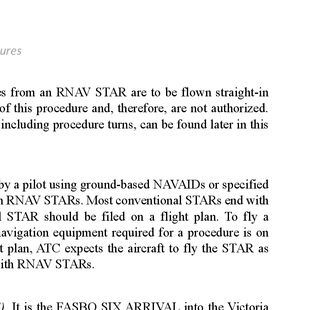 ures
s from an RNAV STAR are to be flown straight-in
of this procedure and, therefore, are not authorized.
including procedure turns, can be found later in this
by a pilot using ground-based NAVAIDs or specified
RNAV STARs. Most conventional STARs end with
STAR should be filed on a flight plan. To fly a
avigation equipment required for a procedure is on
t plan, ATC expects the aircraft to fly the STAR as
ith RNAV STARs.
). It is the FASBO SIX ARRIVAL into the Victoria